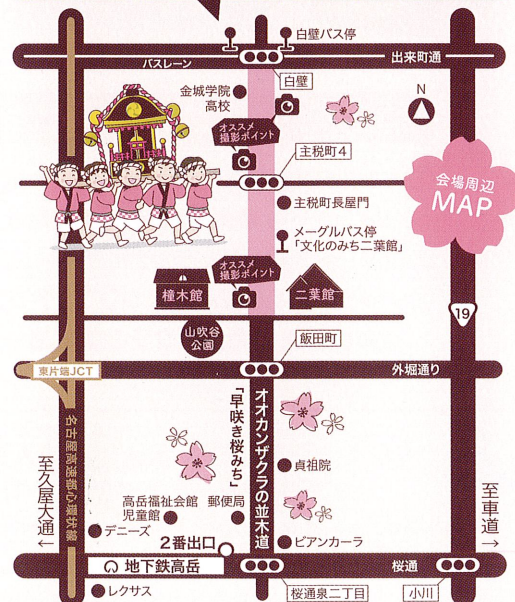 白壁バス停
バスレーン
出来町通
白壁
金城学院
高校
N
オススメ
撮影ポイント
主税町4
会場周辺
MAP
主税町長屋門
メーグルバス停
「文化のみち二葉館」
オススメ
撮影ポイント
橦木館
二葉館
19
山吹谷
公園
飯田町
東片端JCT
外堀通り
名古屋高速都心環状線
「早咲き桜みち」
オオカンザクラの並木道
至久屋大通←
貞祖院
至車道→
高岳福祉会館
児童館
郵便局
デニーズ
2番出口
ビアンカーラ
地下鉄高岳
桜通
レクサス
桜通泉二丁目
小川